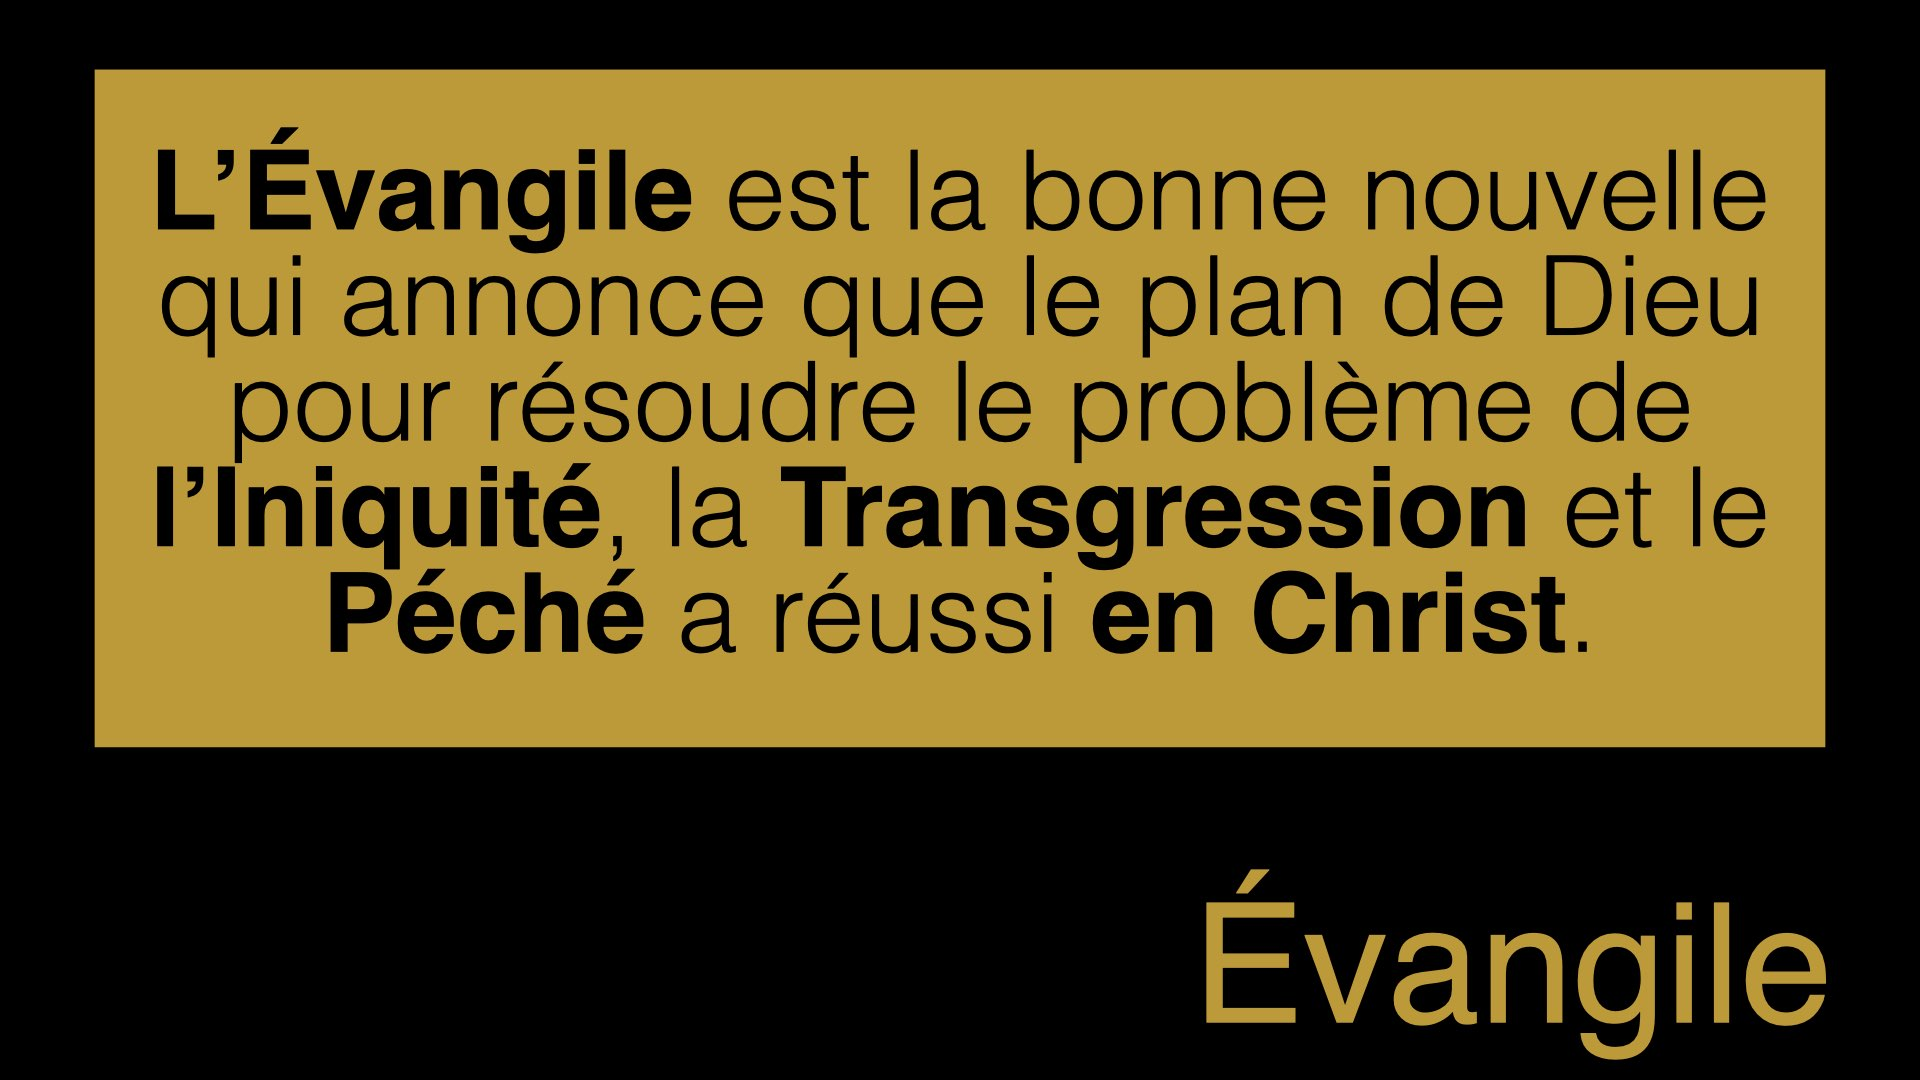 L’Évangile est la bonne nouvelle
qui annonce que le plan de Dieu
pour résoudre le problème de
l’Iniquité, la Transgression et le
Péché a réussi en Christ.
Évangile